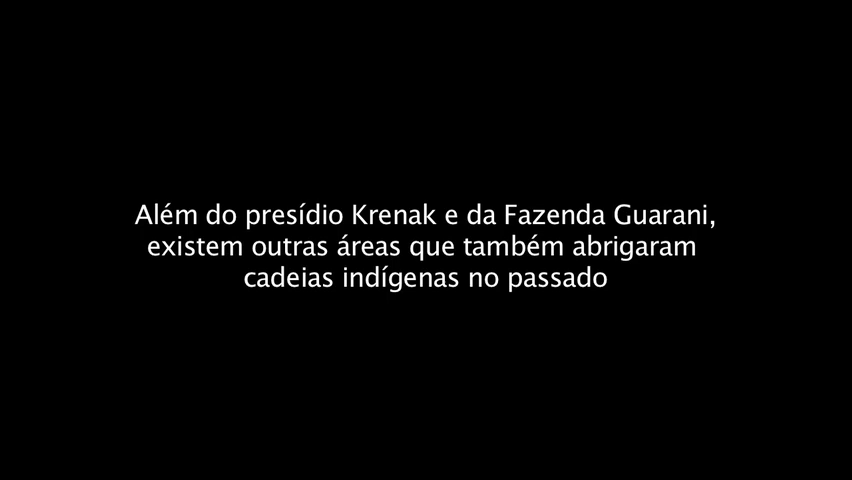 Além do presídio Krenak e da Fazenda Guarani,
existem outras áreas que também abrigaram
cadeias indígenas no passado